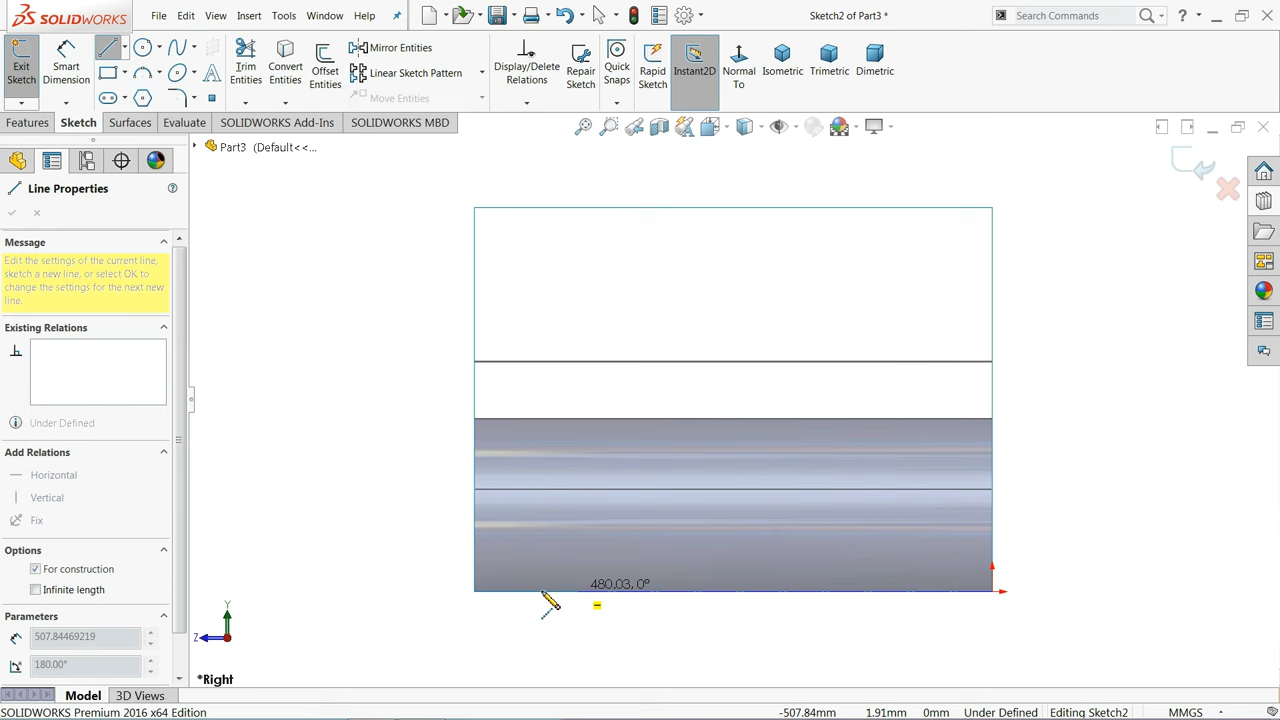 SOLIDWORKS
File Edit View Insert Tools Window Help
Sketch2 of Part3 *
Search Commands
?
Exit Sketch
Smart Dimension
Trim Entities
Convert Entities
Offset Entities
Mirror Entities
Linear Sketch Pattern
Move Entities
Display/Delete Relations
Repair Sketch
Quick Snaps
Rapid Sketch
Instant2D
Normal To
Isometric
Trimetric
Dimetric
Features Sketch Surfaces Evaluate SOLIDWORKS Add-Ins SOLIDWORKS MBD
Part3 (Default<<...
Line Properties
Message
Edit the settings of the current line,
sketch a new line, or select OK to
change the settings for the next new
line.
Existing Relations
Under Defined
Add Relations
Horizontal
Vertical
Fix
Options
For construction
Infinite length
Parameters
507.84469219
180.00°
480.03, 0°
Y
Z
*Right
Model 3D Views
SOLIDWORKS Premium 2016 x64 Edition
-507.84mm 1.91mm 0mm Under Defined Editing Sketch2 MMGS